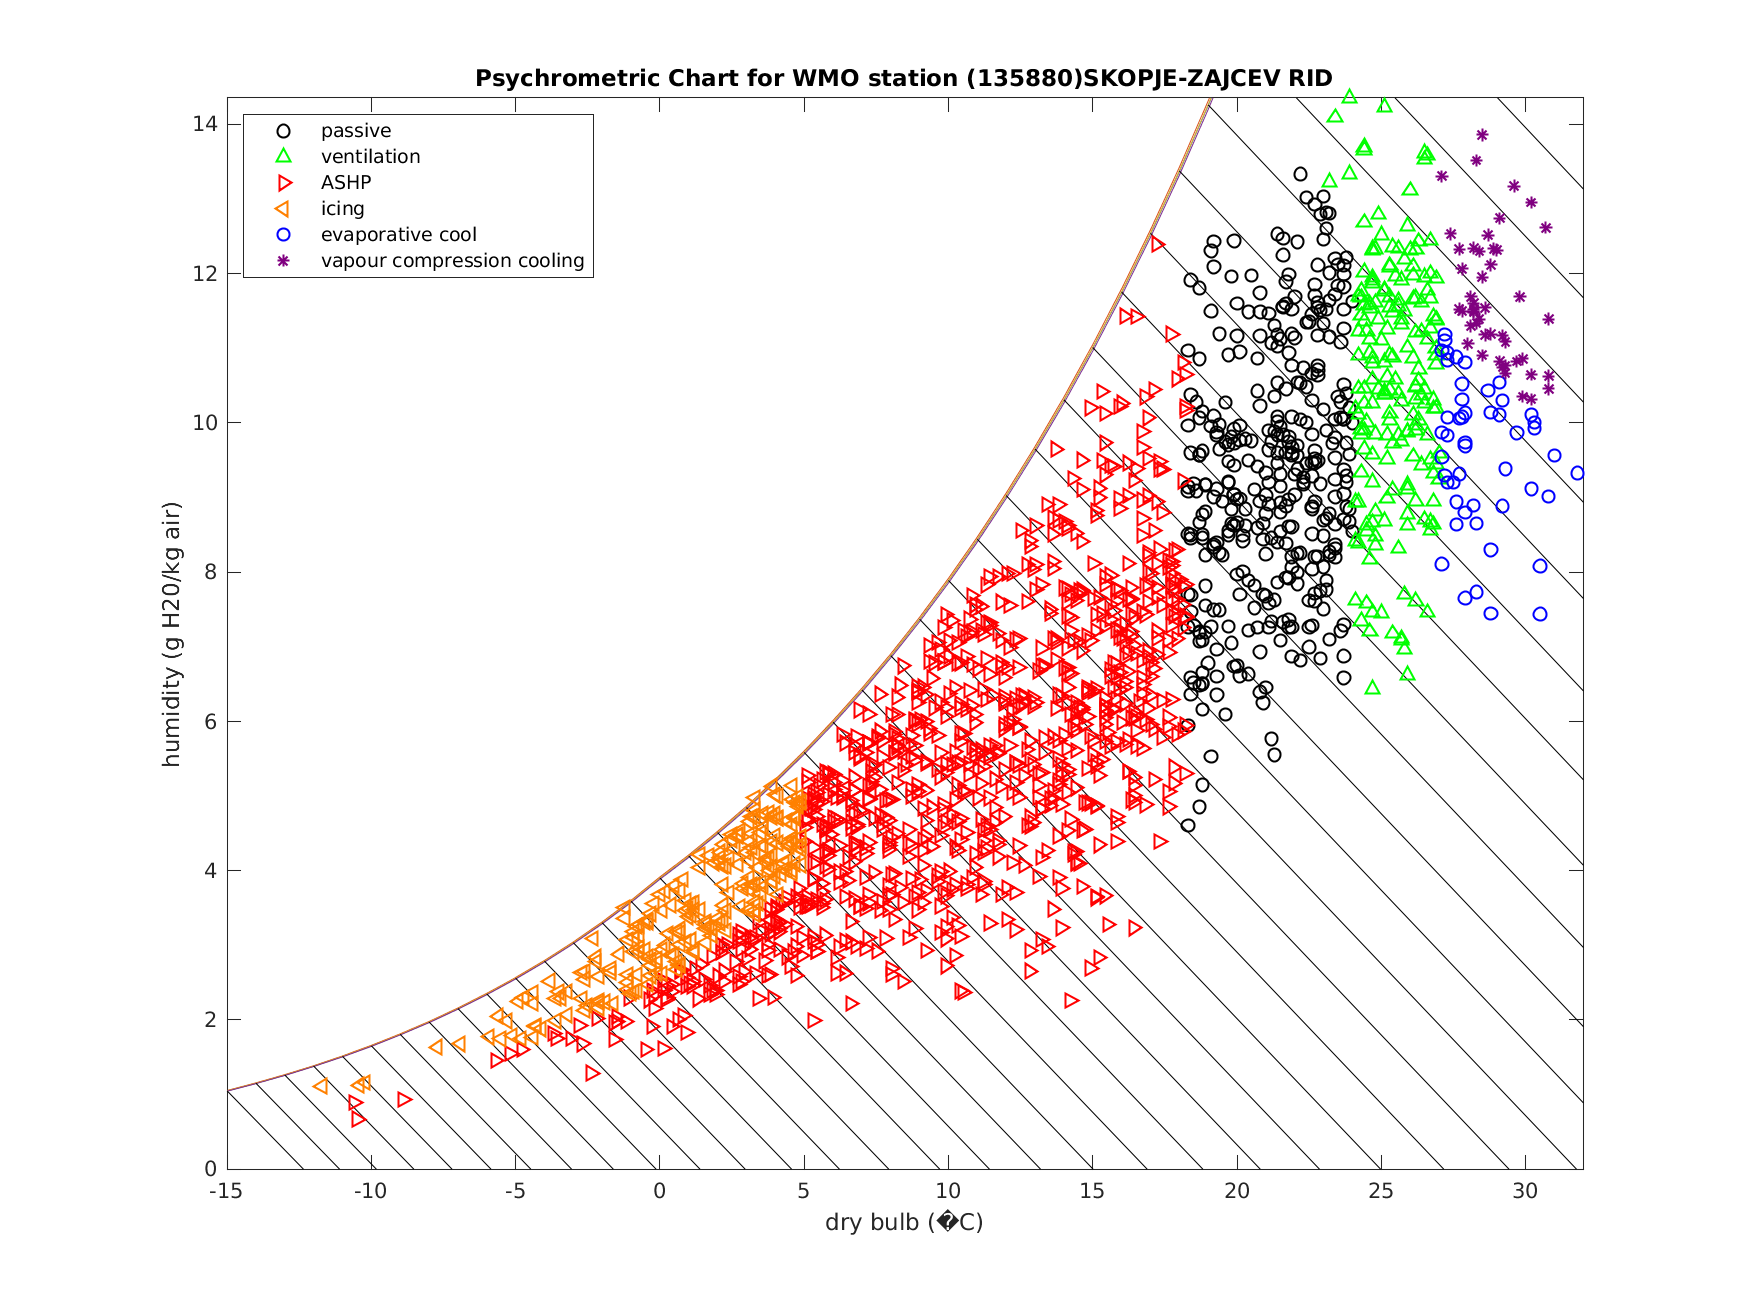 Psychrometric Chart for WMO station (135880)SKOPJE-ZAJCEV RID
passive
ventilation
ASHP
icing
evaporative cool
vapour compression cooling
14
12
10
8
6
4
2
0
humidity (g H20/kg air)
-15 -10 -5 0 5 10 15 20 25 30
dry bulb (�C)